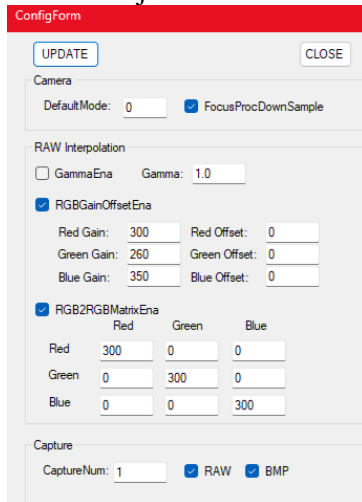 ConfigForm
UPDATE CLOSE
Camera
DefaultMode: 0 FocusProcDownSample
RAW Interpolation
GammaEna Gamma: 1.0
RGBGainOffsetEna
Red Gain: 300 Red Offset: 0
Green Gain: 260 Green Offset: 0
Blue Gain: 350 Blue Offset: 0
RGB2RGBMatrixEna
Red Green Blue
Red 300 0 0
Green 0 300 0
Blue 0 0 300
Capture
CaptureNum: 1 RAW BMP